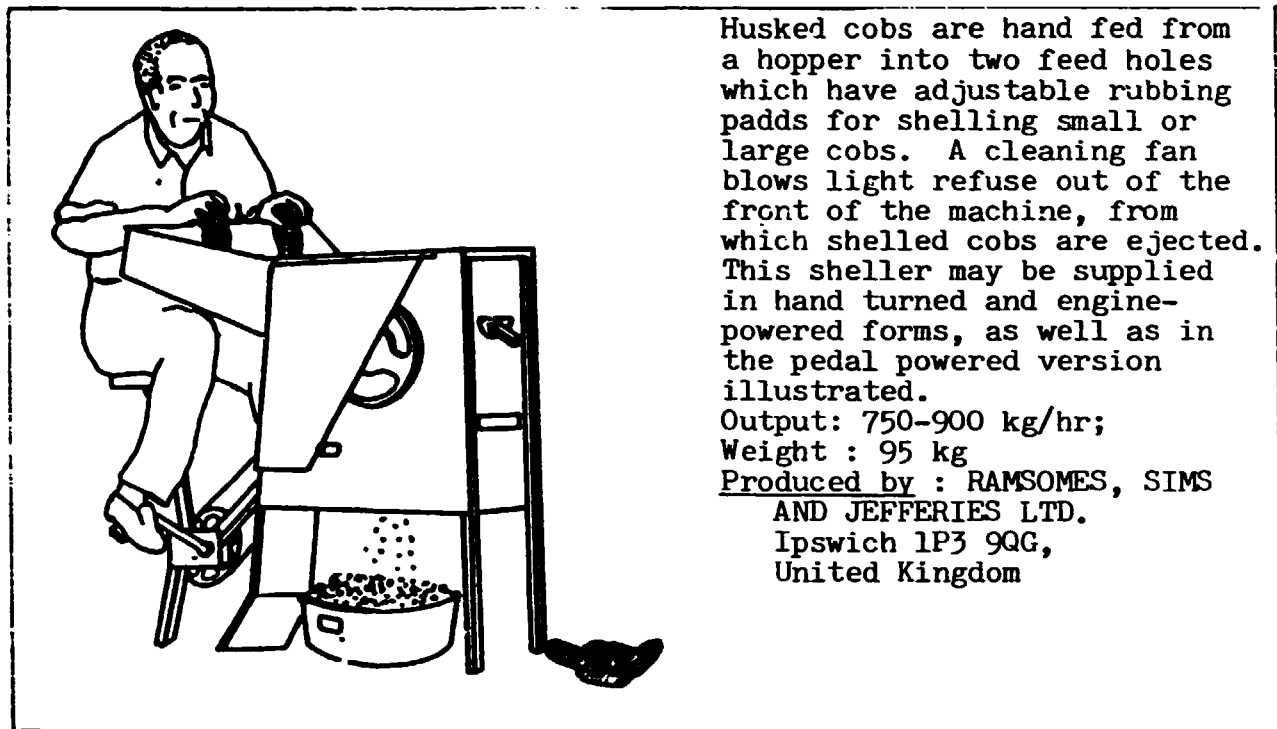 Husked cobs are hand fed from
a hopper into two feed holes
which have adjustable rubbing
padds for shelling small or
large cobs. A cleaning fan
blows light refuse out of the
front of the machine, from
which shelled cobs are ejected.
This sheller may be supplied
in hand turned and engine-
powered forms, as well as in
the pedal powered version
illustrated.
Output: 750-900 kg/hr;
Weight : 95 kg
Produced by : RAMSOMES, SIMS
AND JEFFERIES LTD.
Ipswich 1P3 9QG,
United Kingdom